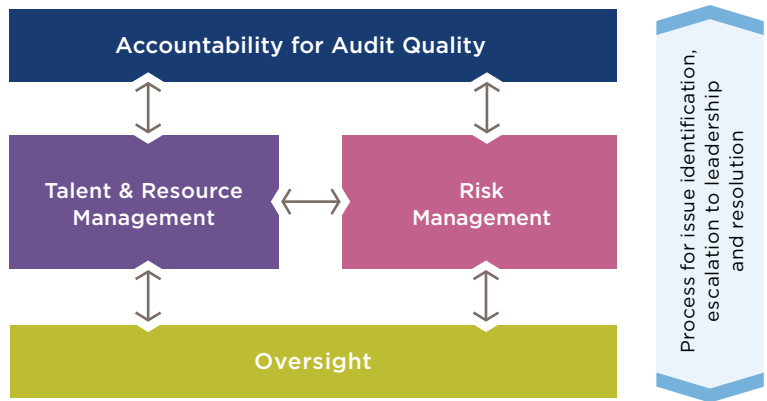 Accountability for Audit Quality
Talent & Resource
Management
Risk
Management
Oversight
Process for issue identification,
escalation to leadership
and resolution